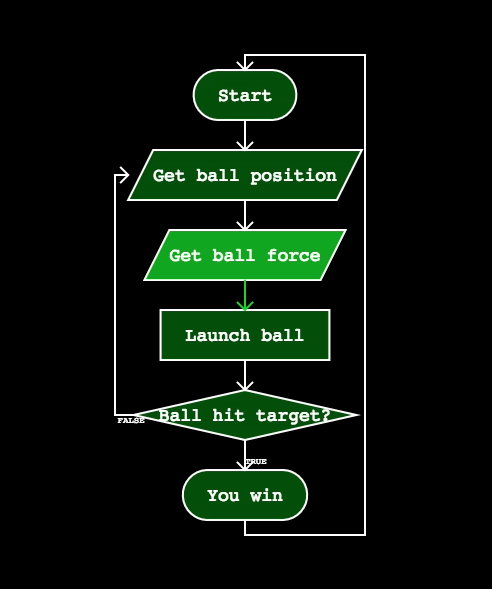 Start
Get ball position
Get ball force
Launch ball
Ball hit target?
FALSE
TRUE
You win